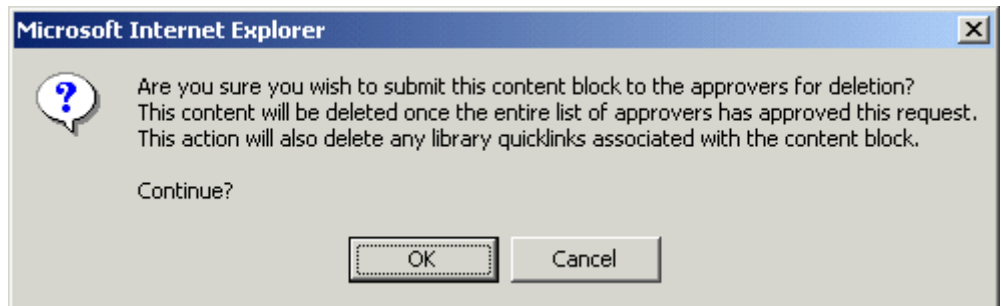 Microsoft Internet Explorer
Are you sure you wish to submit this content block to the approvers for deletion?
This content will be deleted once the entire list of approvers has approved this request.
This action will also delete any library quicklinks associated with the content block.
Continue?
OK
Cancel